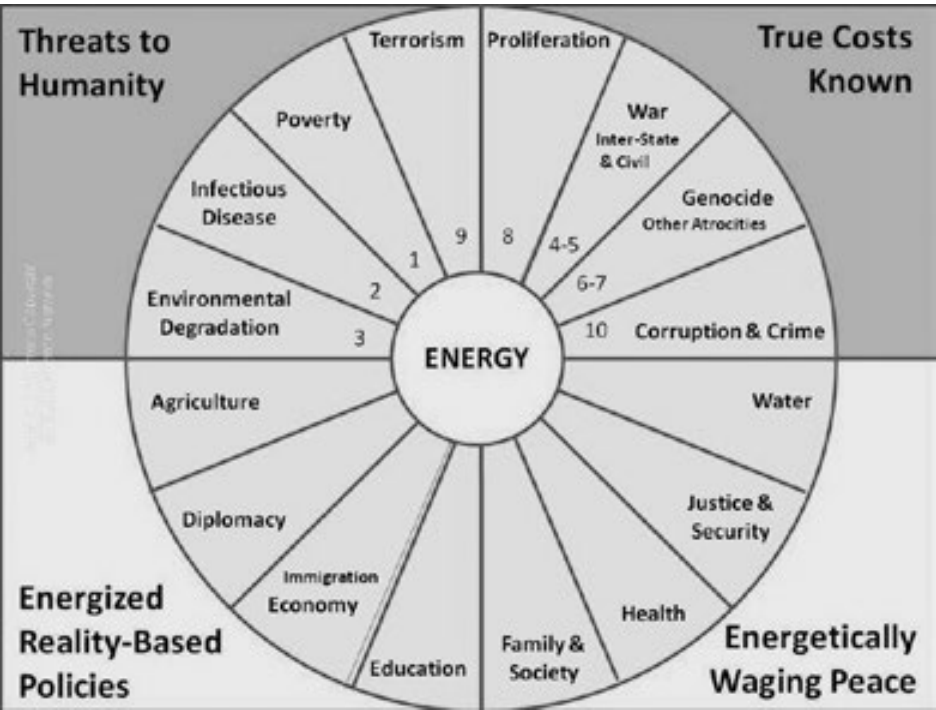 Threats to
Humanity
True Costs
Known
Terrorism
Proliferation
Poverty
War
Inter-State
& Civil
Infectious
Disease
Genocide
Other Atrocities
Environmental
Degradation
Corruption & Crime
1
2
3
9
8
4-5
6-7
10
ENERGY
Agriculture
Water
Diplomacy
Justice &
Security
Immigration
Economy
Health
Education
Family &
Society
Energized
Reality-Based
Policies
Energetically
Waging Peace